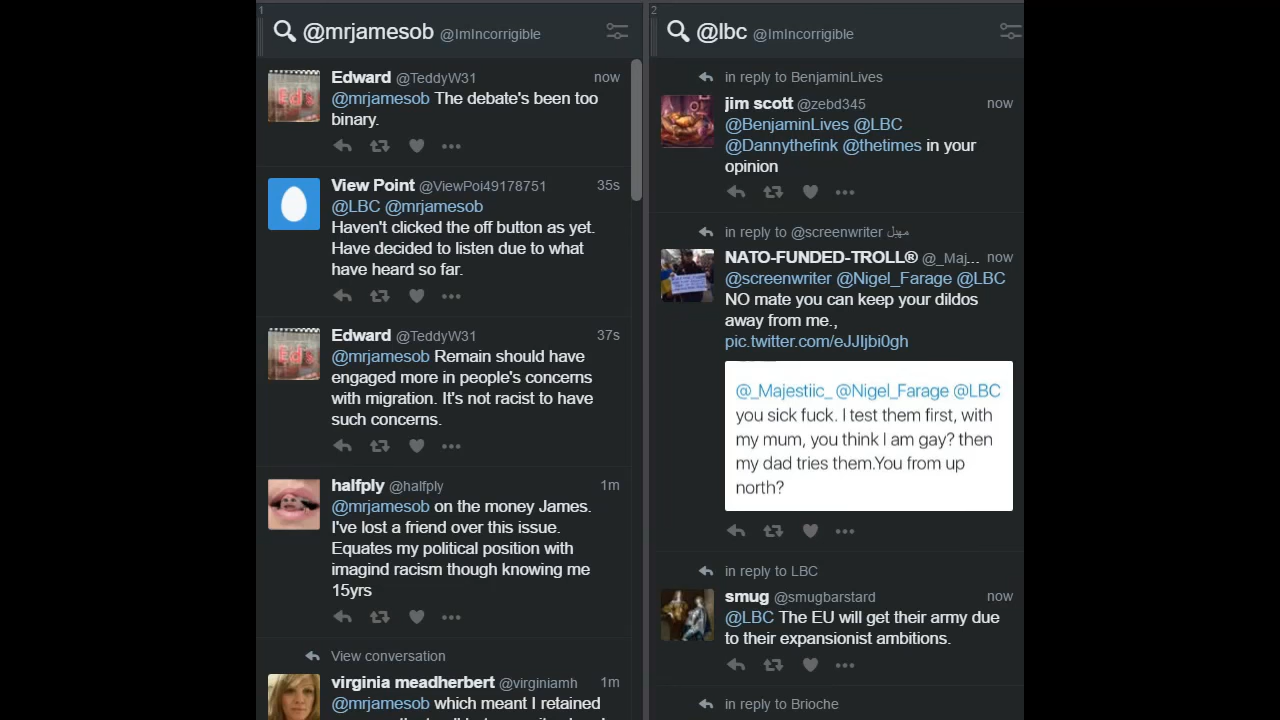 1
@mrjamesob @ImIncorrigible
Edward @TeddyW31 now
@mrjamesob The debate's been too
binary.
View Point @ViewPoi49178751 35s
@LBC @mrjamesob
Haven't clicked the off button as yet.
Have decided to listen due to what
have heard so far.
Edward @TeddyW31 37s
@mrjamesob Remain should have
engaged more in people's concerns
with migration. It's not racist to have
such concerns.
halfply @halfply 1m
@mrjamesob on the money James.
I've lost a friend over this issue.
Equates my political position with
imagind racism though knowing me
15yrs
View conversation
virginia meadherbert @virginiamh 1m
@mrjamesob which meant I retained
2
@lbc @ImIncorrigible
in reply to BenjaminLives
jim scott @zebd345 now
@BenjaminLives @LBC
@Dannythefink @thetimes in your
opinion
in reply to @screenwriter مهبل
NATO-FUNDED-TROLL® @_Maj... now
@screenwriter @Nigel_Farage @LBC
NO mate you can keep your dildos
away from me.,
pic.twitter.com/eJJIjbi0gh
@_Majestiic_ @Nigel_Farage @LBC
you sick fuck. I test them first, with
my mum, you think I am gay? then
my dad tries them.You from up
north?
in reply to LBC
smug @smugbarstard now
@LBC The EU will get their army due
to their expansionist ambitions.
in reply to Brioche